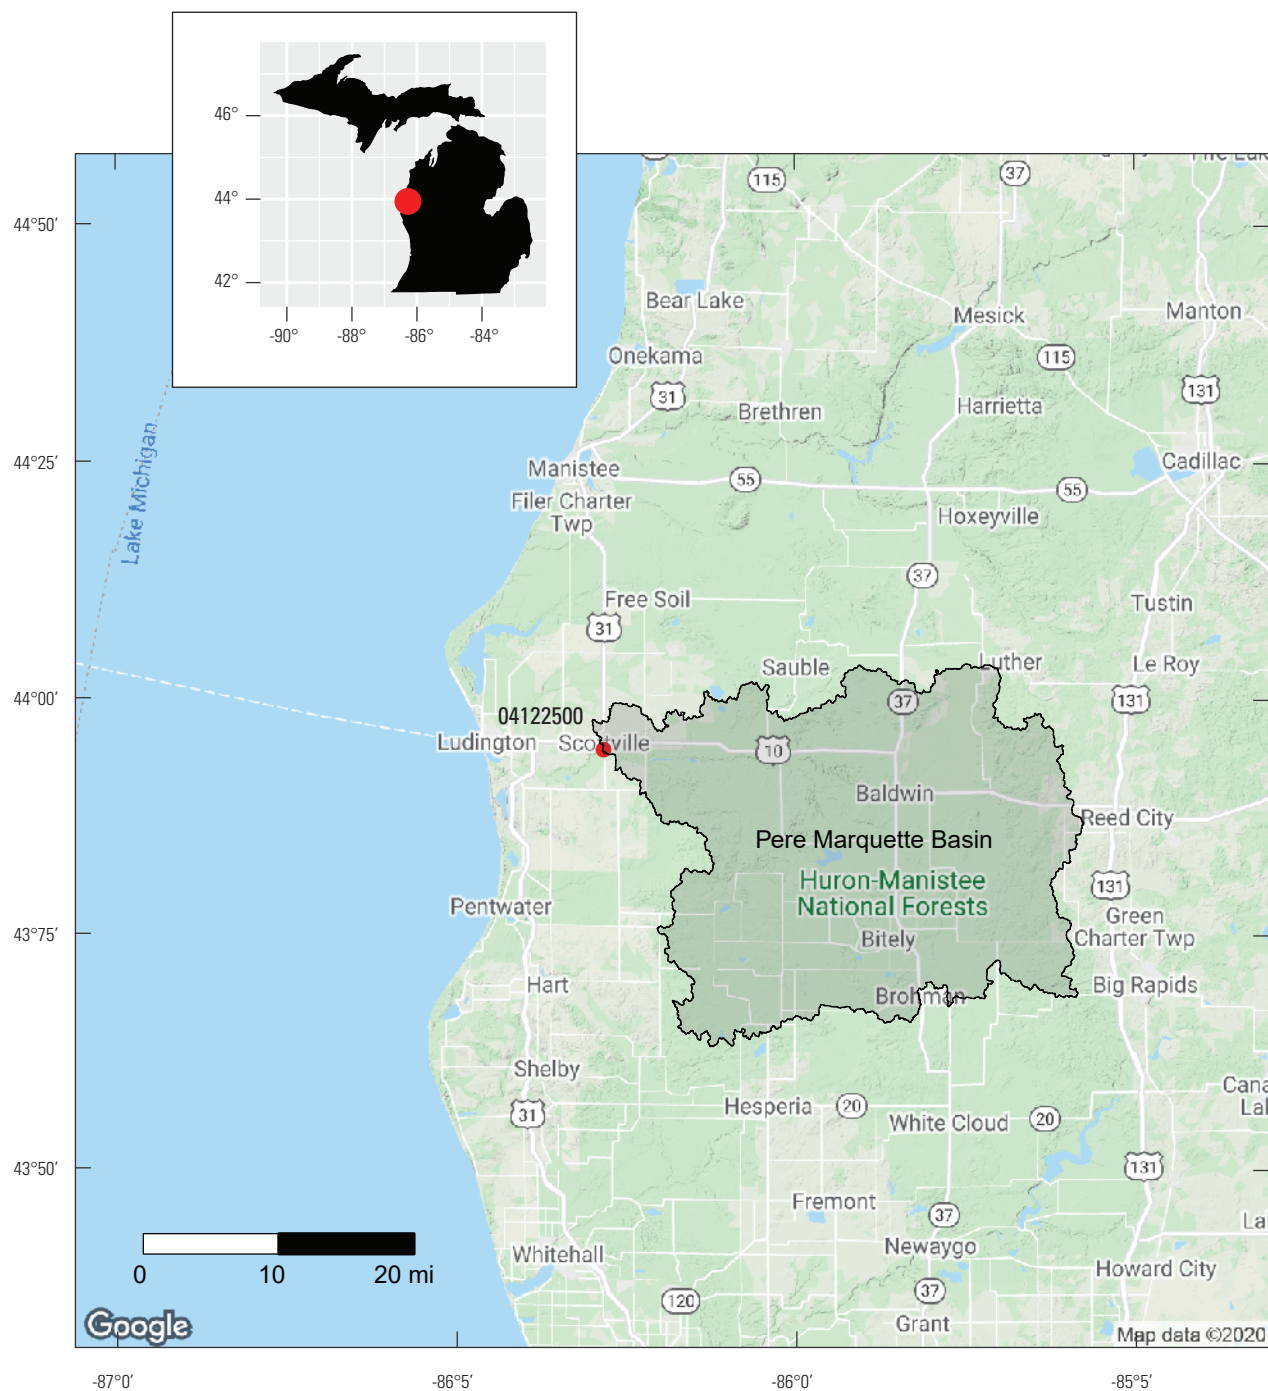 46°
44°
42°
-90°
-88°
-86°
-84°
44°50′
44°25′
44°00′
43°75′
43°50′
-87°0′
-86°5′
-86°0′
-85°5′
115
37
Bear Lake
Mesick
Manton
Onekama
115
31
131
Brethren
Harrietta
Lake Michigan
Manistee
Cadillac
55
55
Filer Charter
Twp
Hoxeyville
37
Free Soil
Tustin
31
Sauble
Luther
Le Roy
37
131
04122500
Ludington
Scottville
10
Baldwin
Reed City
Pere Marquette Basin
Huron-Manistee
National Forests
131
Pentwater
Green
Charter Twp
Bitely
Hart
Brohman
Big Rapids
Shelby
Cana
Lal
Hesperia
20
White Cloud
20
31
131
Fremont
37
La
Whitehall
Newaygo
Howard City
37
120
Grant
0
10
20 mi
Google
Map data ©2020